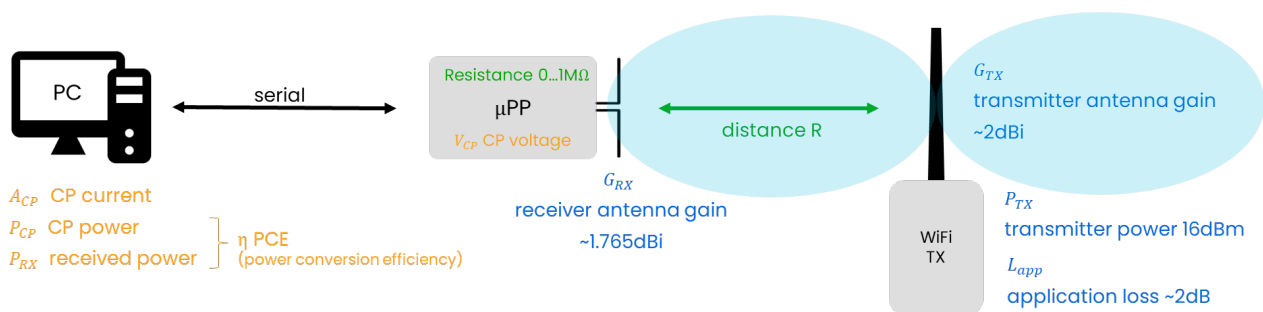 PC
serial
Resistance 0...1MΩ
μPP
V_CP CP voltage
distance R
G_TX
transmitter antenna gain
~2dBi
A_CP CP current
P_CP CP power
P_RX received power
η PCE
(power conversion efficiency)
G_RX
receiver antenna gain
~1.765dBi
WiFi
TX
P_TX
transmitter power 16dBm
L_app
application loss ~2dB